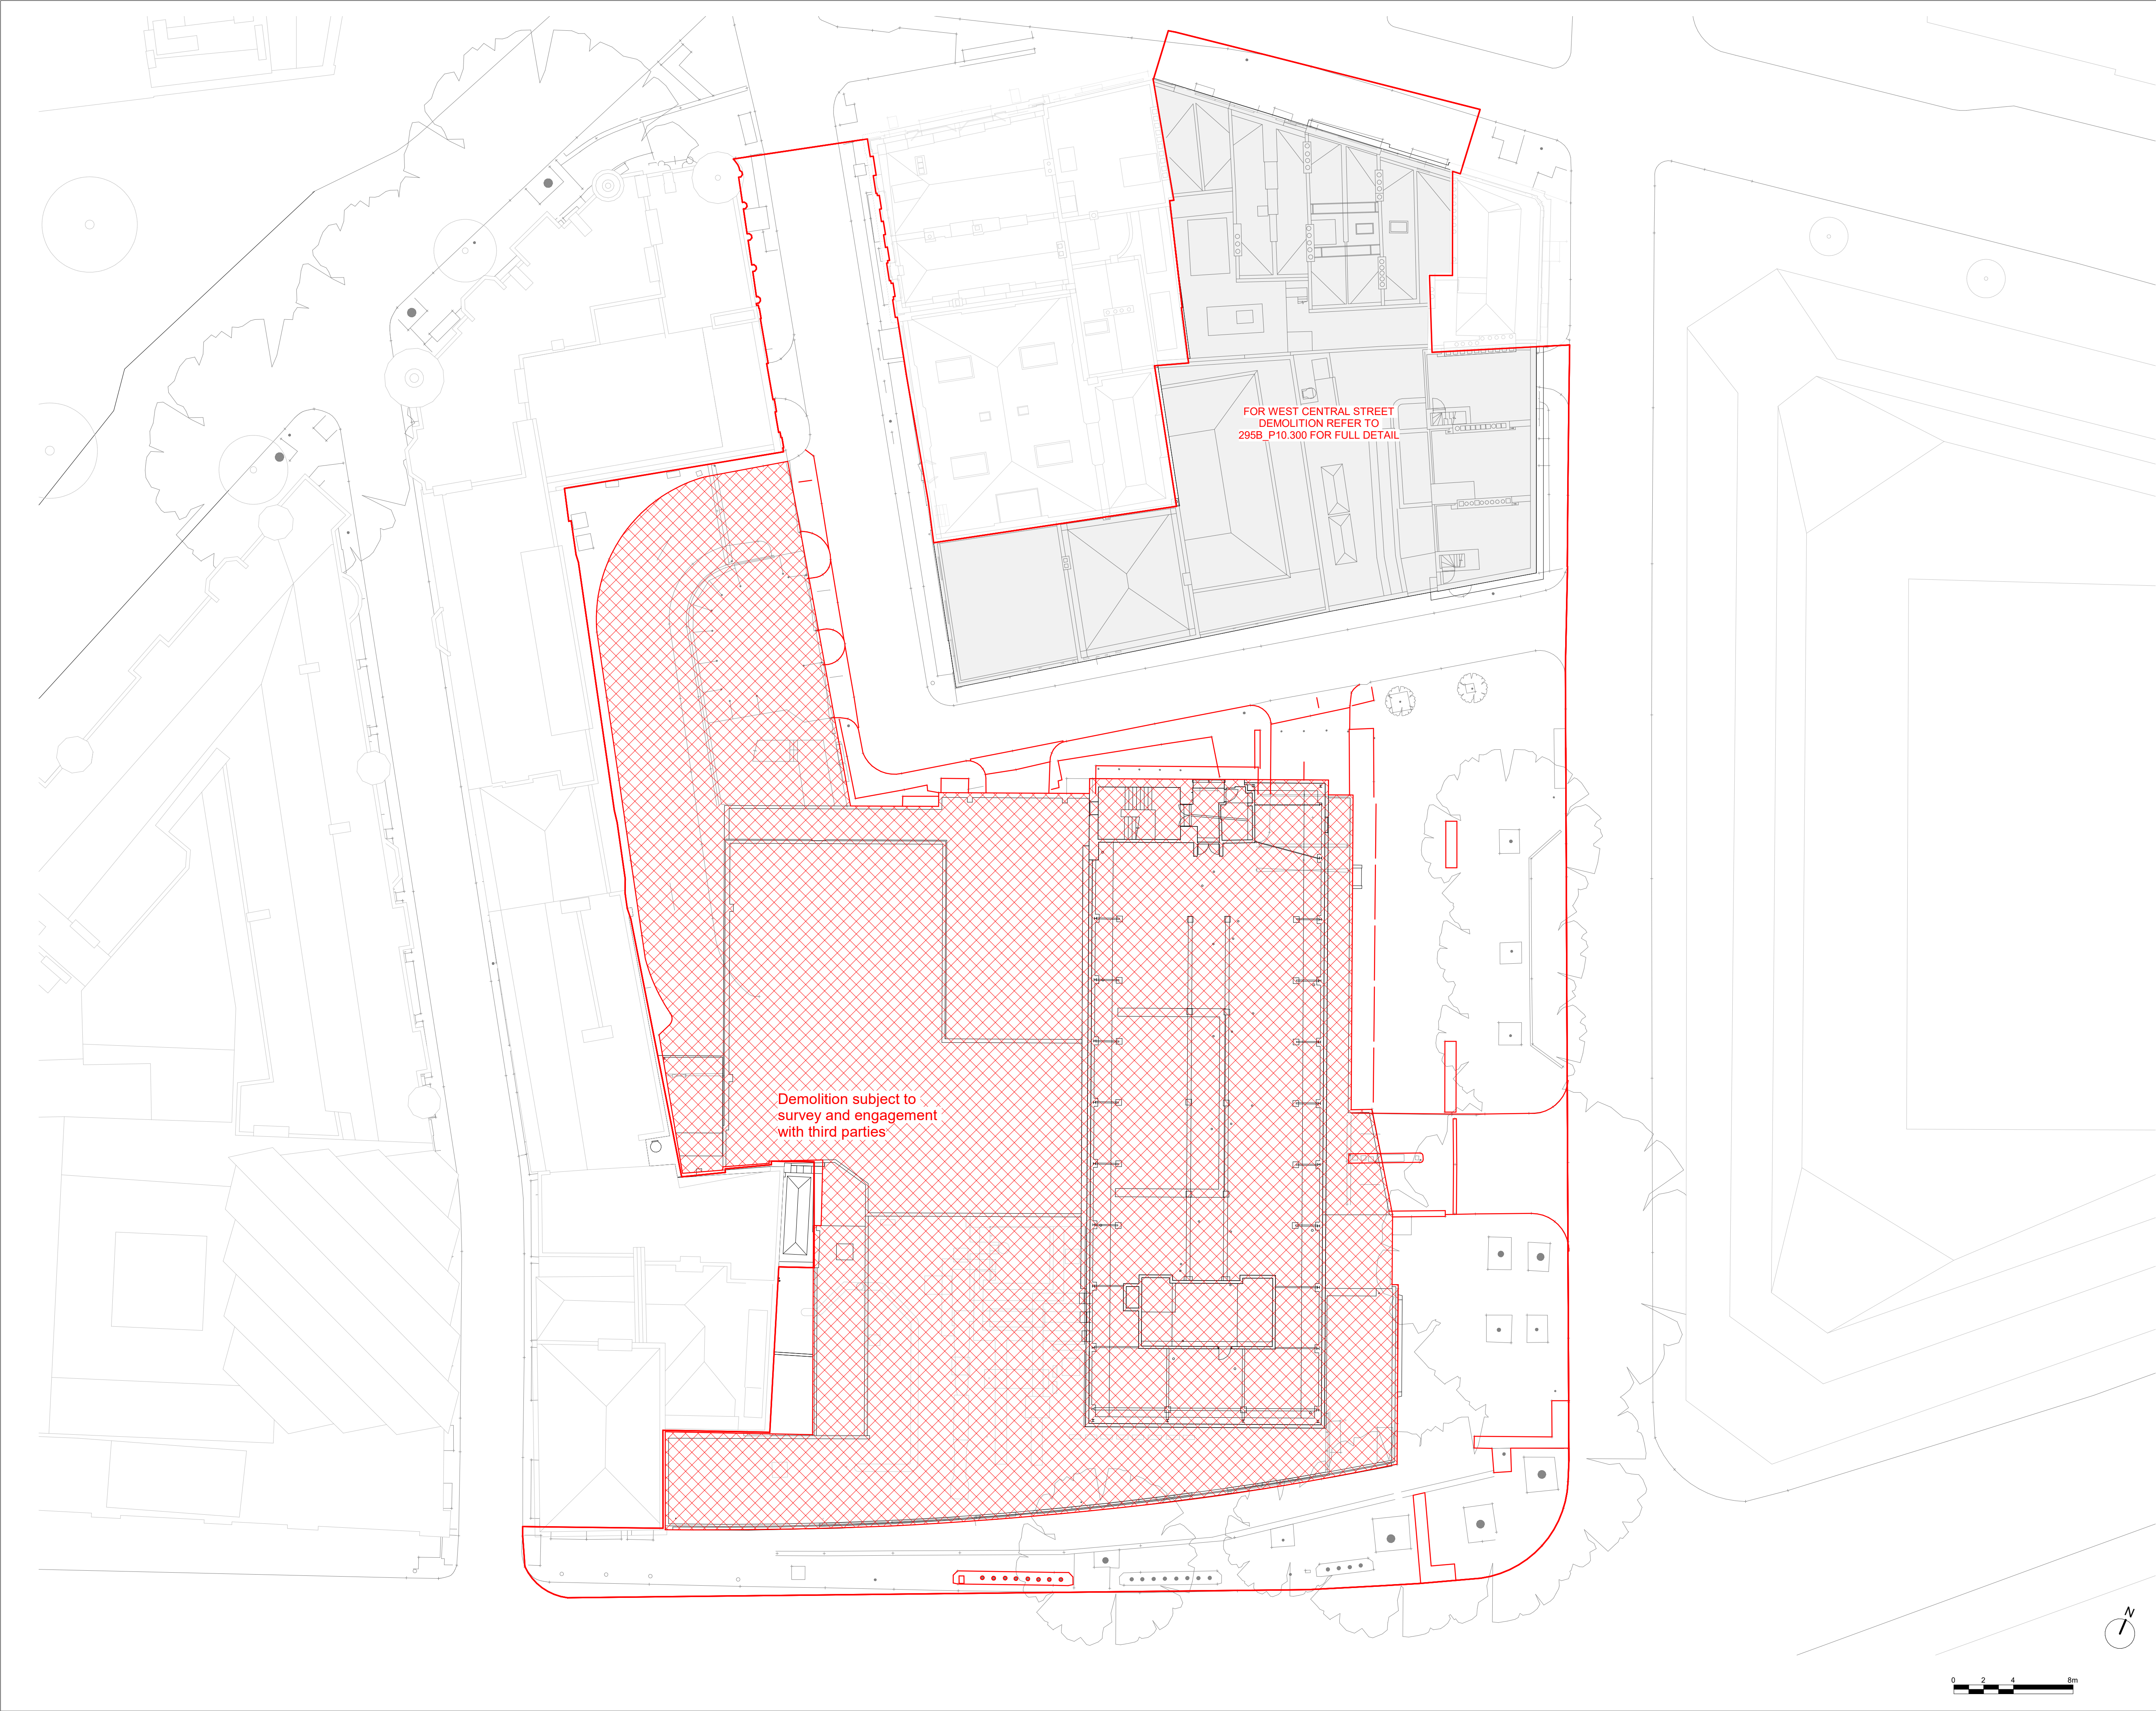 FOR WEST CENTRAL STREET
DEMOLITION REFER TO
295B_P10.300 FOR FULL DETAIL
Demolition subject to
survey and engagement
with third parties
N
0 2 4 8m